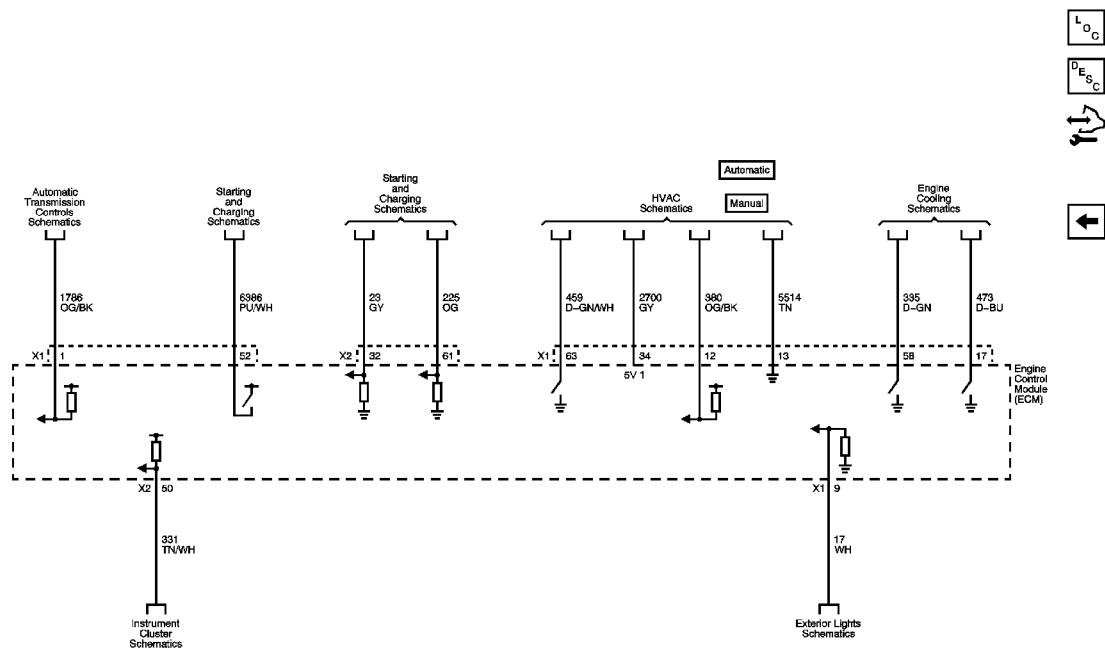 L O C
D E S C
Automatic
Manual
Automatic
Transmission
Controls
Schematics
Starting
and
Charging
Schematics
Starting
and
Charging
Schematics
HVAC
Schematics
Engine
Cooling
Schematics
1786
OG/BK
6386
PU/WH
23
GY
225
OG
459
D-GN/WH
2700
GY
380
OG/BK
5514
TN
335
D-GN
473
D-BU
X1 1
52
X2 32
61
X1 63
34
12
13
58
17
5V 1
Engine
Control
Module
(ECM)
X2 50
X1 9
331
TN/WH
17
WH
Instrument
Cluster
Schematics
Exterior Lights
Schematics